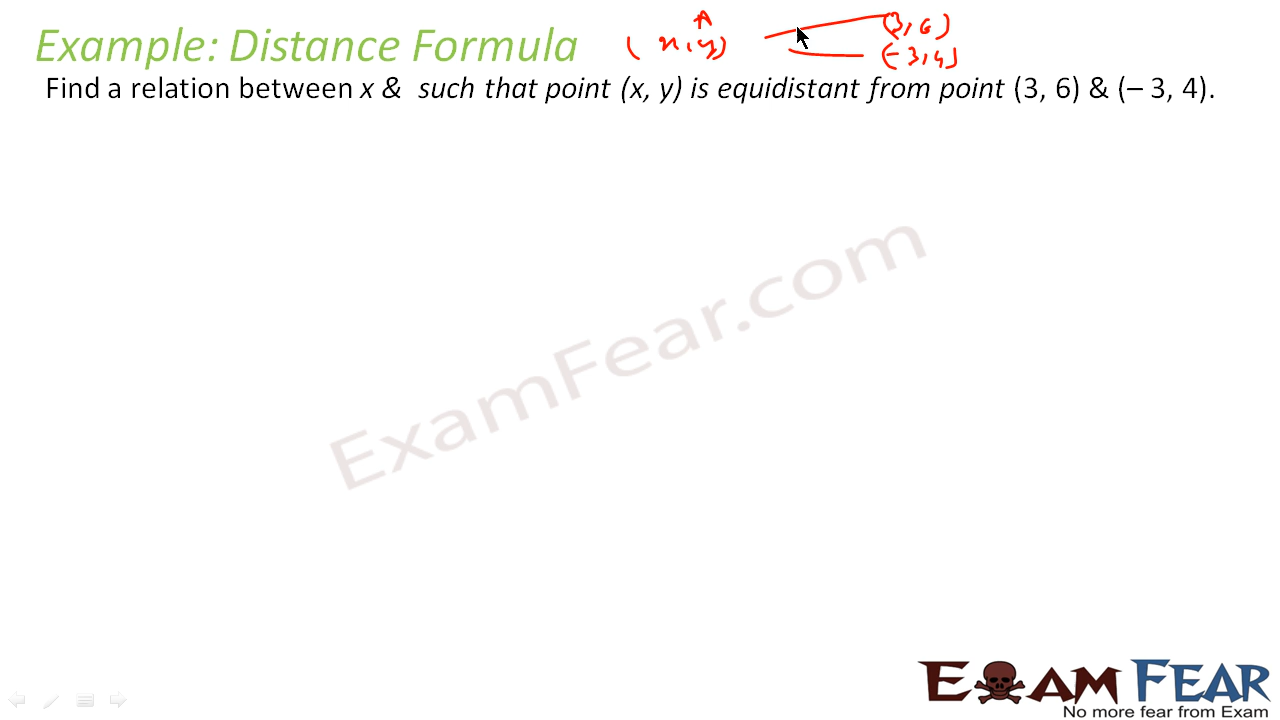 A
Example: Distance Formula (x, y) (3, 6)
(-3, 4)
Find a relation between x &  such that point (x, y) is equidistant from point (3, 6) & (– 3, 4).
ExamFear.com
EXAM FEAR
No more fear from Exam